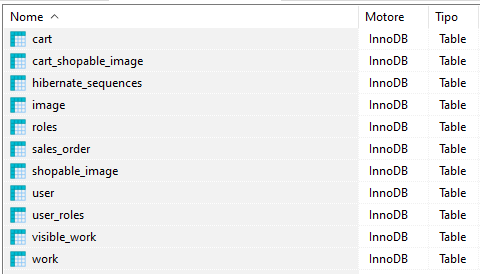 Nome Motore Tipo
cart InnoDB Table
cart_shopable_image InnoDB Table
hibernate_sequences InnoDB Table
image InnoDB Table
roles InnoDB Table
sales_order InnoDB Table
shopable_image InnoDB Table
user InnoDB Table
user_roles InnoDB Table
visible_work InnoDB Table
work InnoDB Table